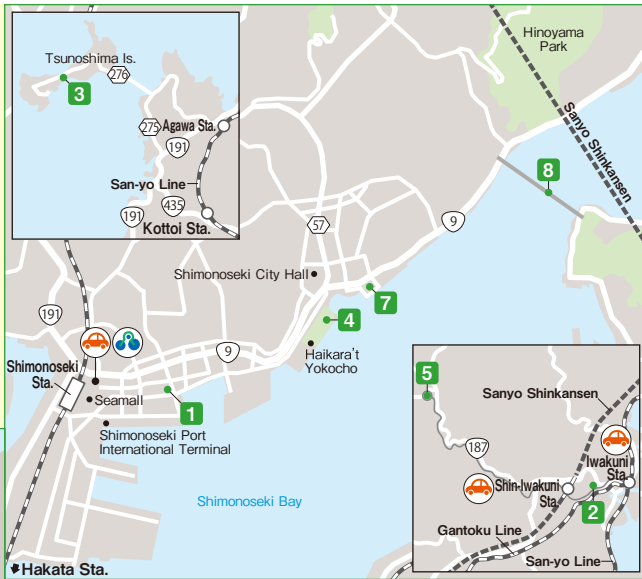 Hinoyama
Park
Tsunoshima Is.
276
3
275
Agawa Sta.
191
San-yo Line
435
191
Kottoi Sta.
Sanyo Shinkansen
8
9
57
Shimonoseki City Hall
7
4
191
9
Haikara't
Yokocho
Shimonoseki
Sta.
Seamall
1
Shimonoseki Port
International Terminal
Shimonoseki Bay
Hakata Sta.
5
Sanyo Shinkansen
187
Iwakuni
Sta.
Shin-Iwakuni
Sta.
2
Gantoku Line
San-yo Line